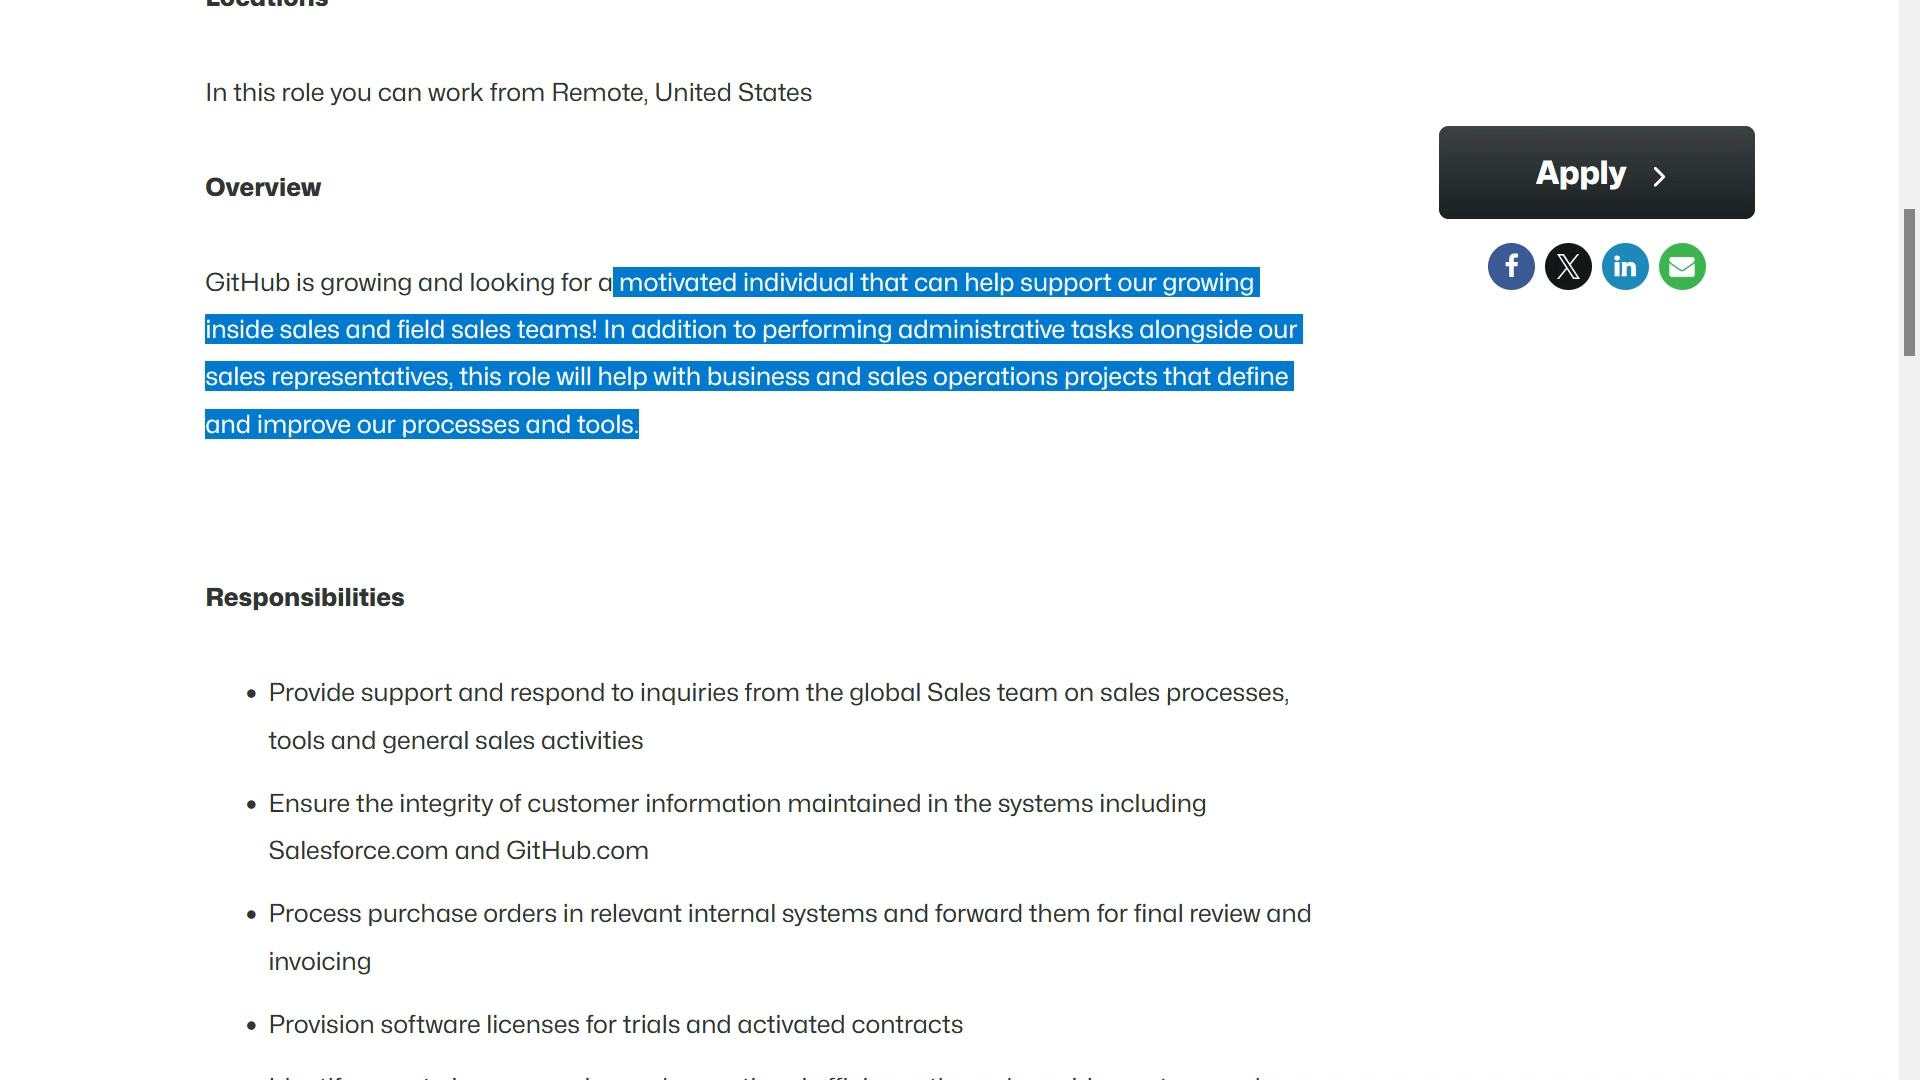 Locations
In this role you can work from Remote, United States
Apply
Overview
GitHub is growing and looking for a motivated individual that can help support our growing
inside sales and field sales teams! In addition to performing administrative tasks alongside our
sales representatives, this role will help with business and sales operations projects that define
and improve our processes and tools.
Responsibilities
• Provide support and respond to inquiries from the global Sales team on sales processes,
tools and general sales activities
• Ensure the integrity of customer information maintained in the systems including
Salesforce.com and GitHub.com
• Process purchase orders in relevant internal systems and forward them for final review and
invoicing
• Provision software licenses for trials and activated contracts